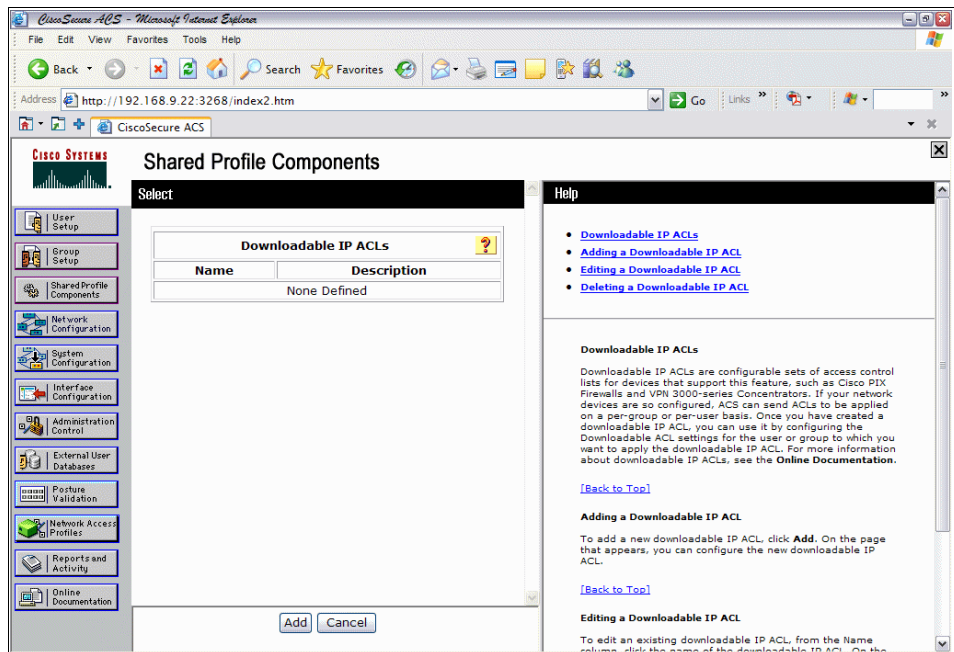 CiscoSecure ACS - Microsoft Internet Explorer
File Edit View Favorites Tools Help
Back Search Favorites
Address http://192.168.9.22:3268/index2.htm Go Links »
CiscoSecure ACS
CISCO SYSTEMS
Shared Profile Components
Select
User
Setup
Group
Setup
Shared Profile
Components
Network
Configuration
System
Configuration
Interface
Configuration
Administration
Control
External User
Databases
Posture
Validation
Network Access
Profiles
Reports and
Activity
Online
Documentation
Downloadable IP ACLs ?
Name Description
None Defined
Add Cancel
Help
Downloadable IP ACLs
Adding a Downloadable IP ACL
Editing a Downloadable IP ACL
Deleting a Downloadable IP ACL
Downloadable IP ACLs
Downloadable IP ACLs are configurable sets of access control
lists for devices that support this feature, such as Cisco PIX
Firewalls and VPN 3000-series Concentrators. If your network
devices are so configured, ACS can send ACLs to be applied
on a per-group or per-user basis. Once you have created a
downloadable IP ACL, you can use it by configuring the
Downloadable ACL settings for the user or group to which you
want to apply the downloadable IP ACL. For more information
about downloadable IP ACLs, see the Online Documentation.
[Back to Top]
Adding a Downloadable IP ACL
To add a new downloadable IP ACL, click Add. On the page
that appears, you can configure the new downloadable IP
ACL.
[Back to Top]
Editing a Downloadable IP ACL
To edit an existing downloadable IP ACL, from the Name
column, click the name of the downloadable IP ACL. On the